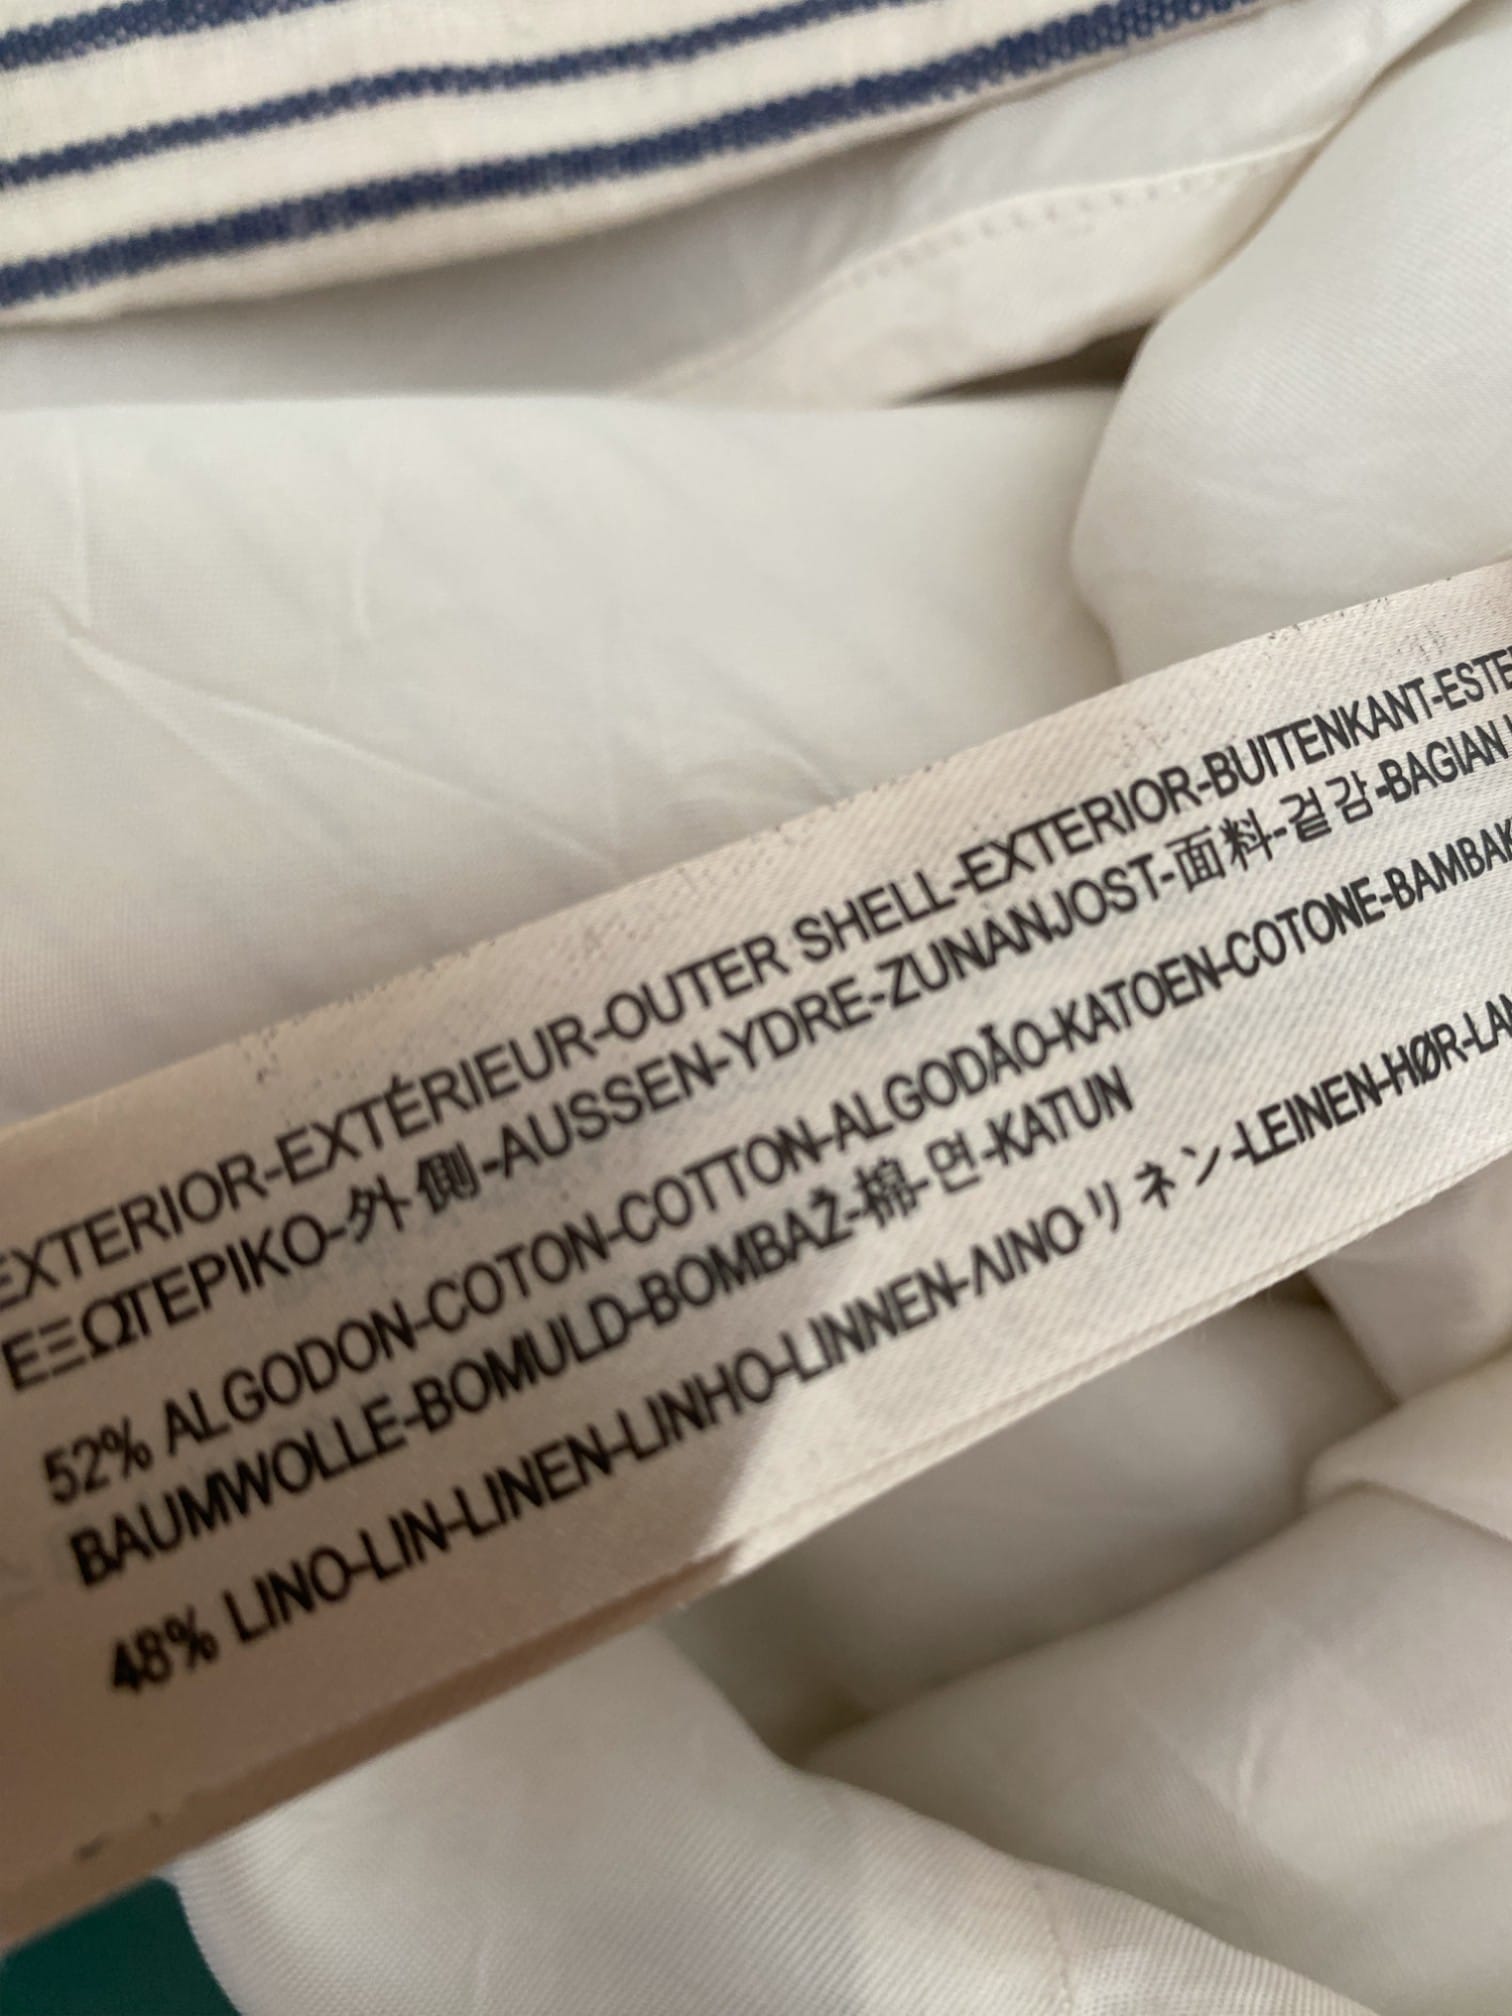 EXTERIOR-EXTÉRIEUR-OUTER SHELL-EXTERIOR-BUITENKANT-ESTE
ΕΞΩΤΕΡΙΚΟ-外側-AUSSEN-YDRE-ZUNANJOST-面料-겉감-BAGIAN
52% ALGODON-COTON-COTTON-ALGODÃO-KATOEN-COTONE-BAMBAK
BAUMWOLLE-BOMULD-BOMBAŽ-棉-면-KATUN
48% LINO-LIN-LINEN-LINHO-LINNEN-ΛΙΝΟ-リネン-LEINEN-HØR-LAN